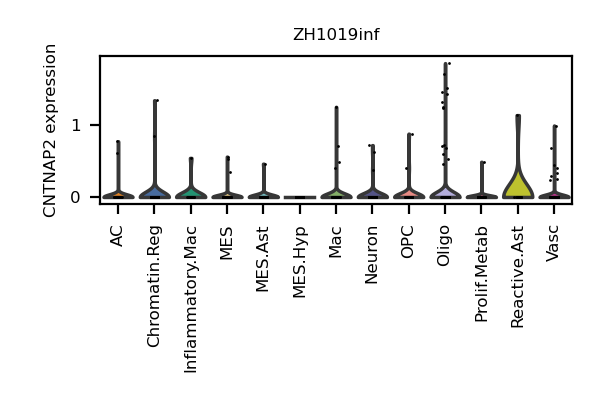 ZH1019inf
CNTNAP2 expression
1
0
AC
Chromatin.Reg
Inflammatory.Mac
MES
MES.Ast
MES.Hyp
Mac
Neuron
OPC
Oligo
Prolif.Metab
Reactive.Ast
Vasc